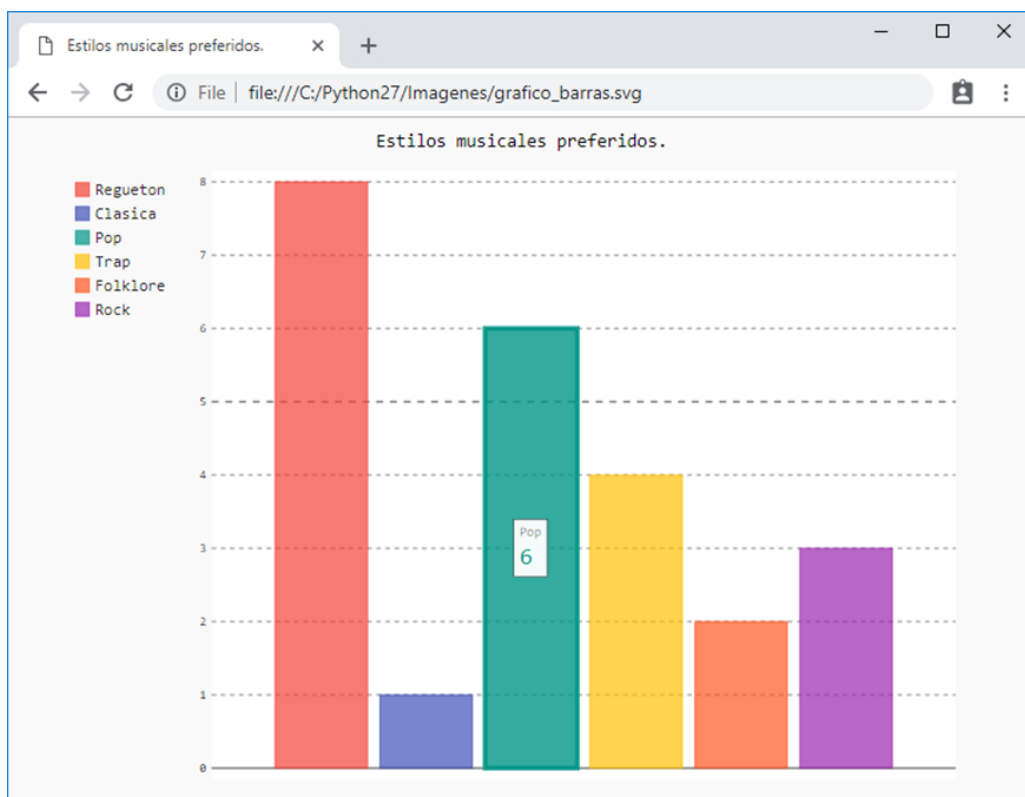 Estilos musicales preferidos.
File
file:///C:/Python27/Imagenes/grafico_barras.svg
Estilos musicales preferidos.
Regueton
Clasica
Pop
Trap
Folklore
Rock
8
7
6
5
4
3
2
1
0
Pop
6